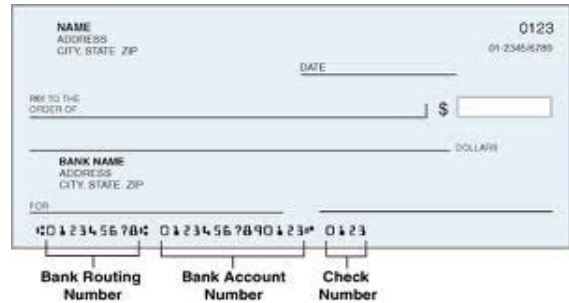 NAME 0123
ADDRESS 01-2345/6789
CITY, STATE ZIP
DATE
PAY TO THE
ORDER OF $
DOLLARS
BANK NAME
ADDRESS
CITY, STATE ZIP
FOR
⑆012345678⑆ 01234567890123⑈ 0123
Bank Routing Number
Bank Account Number
Check Number